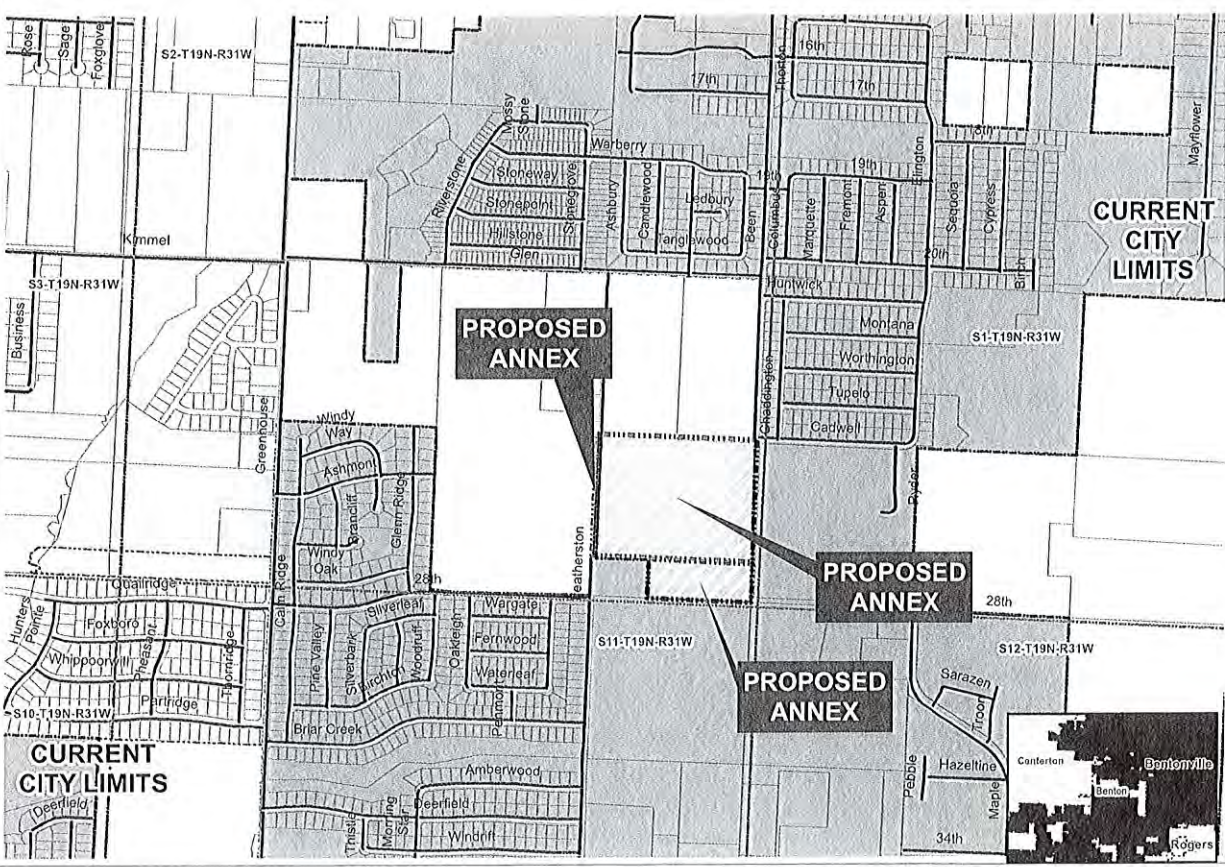 Rose
Sage
Foxglove
S2-T19N-R31W
16th
17th
Thornton
17th
Mayflower
Mossy
Stone
Warberry
8th
19th
Elington
Riverstone
Stoneway
Stonepoint
Hillstone
Glen
Stonegrove
Ashbury
Candlewood
Ledbury
Tanglewood
Been
19th
Columbus
Marquette
Fremont
Aspen
Sequoia
Cypress
20th
Birch
CURRENT
CITY
LIMITS
Kimmel
S3-T19N-R31W
Business
Huntwick
Montana
S1-T19N-R31W
Worthington
Tupelo
Cadwell
Chaddington
PROPOSED
ANNEX
Greenhouse
Windy
Way
Ashmont
Brancliff
Glenn Ridge
Windy
Oak
Calm Ridge
28th
eatherston
Ryder
PROPOSED
ANNEX
28th
Quailridge
Hunters
Pointe
Foxboro
Whippoorwill
Pheasant
Thornridge
Partridge
S10-T19N-R31W
Silverleaf
Pine Valley
Silverbark
Birchton
Woodruff
Oakleigh
Wargate
Fernwood
Waterleaf
Penmore
Briar Creek
S11-T19N-R31W
S12-T19N-R31W
PROPOSED
ANNEX
Sarazen
Troon
Pebble
Hazeltine
Maple
34th
CURRENT
CITY LIMITS
Deerfield
Amberwood
Deerfield
Windrift
Thistle
Morning
Star
Centerton
Bentonville
Benton
Rogers